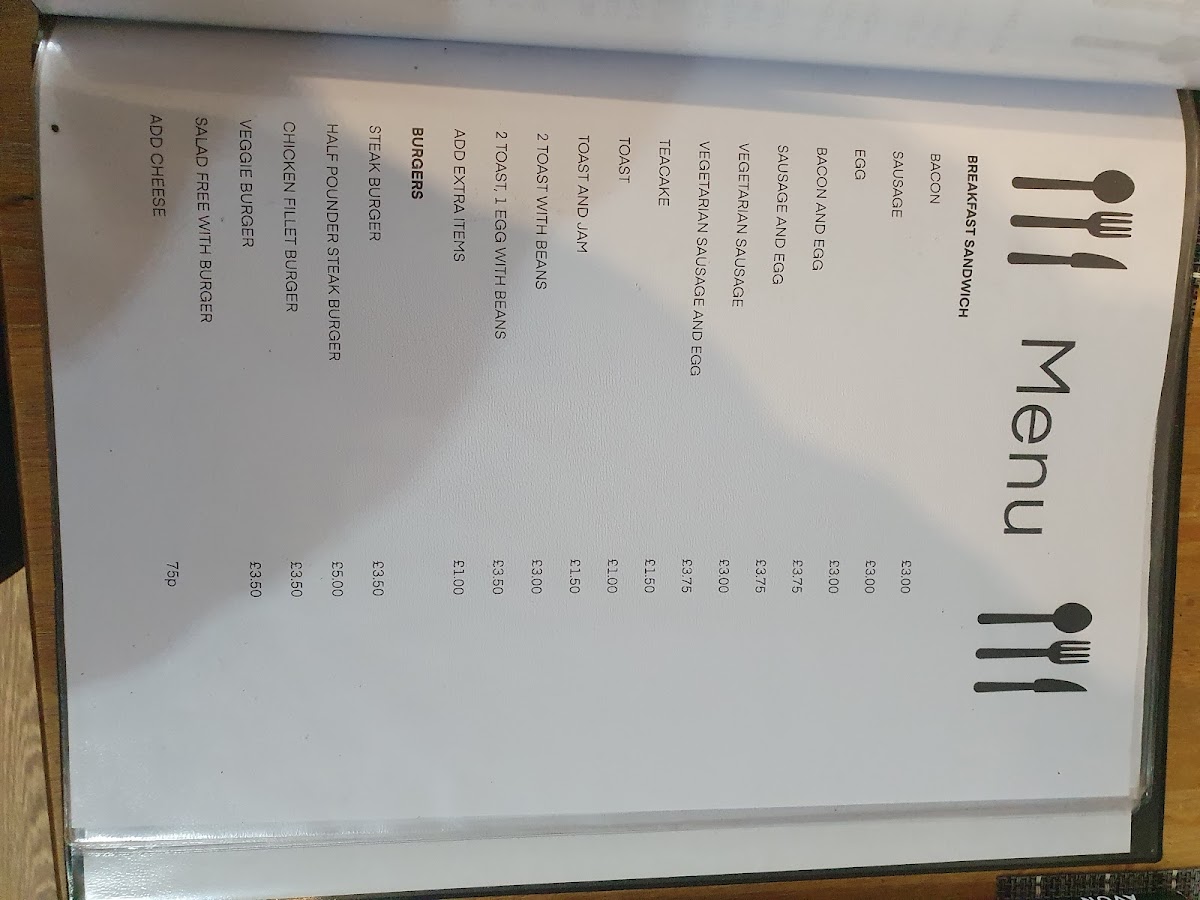 Menu
BREAKFAST SANDWICH
BACON £3.00
SAUSAGE £3.00
EGG £3.00
BACON AND EGG £3.75
SAUSAGE AND EGG £3.75
VEGETARIAN SAUSAGE £3.00
VEGETARIAN SAUSAGE AND EGG £3.75
TEACAKE £1.50
TOAST £1.00
TOAST AND JAM £1.50
2 TOAST WITH BEANS £3.00
2 TOAST, 1 EGG WITH BEANS £3.50
ADD EXTRA ITEMS £1.00
BURGERS
STEAK BURGER £3.50
HALF POUNDER STEAK BURGER £5.00
CHICKEN FILLET BURGER £3.50
VEGGIE BURGER £3.50
SALAD FREE WITH BURGER
ADD CHEESE 75p